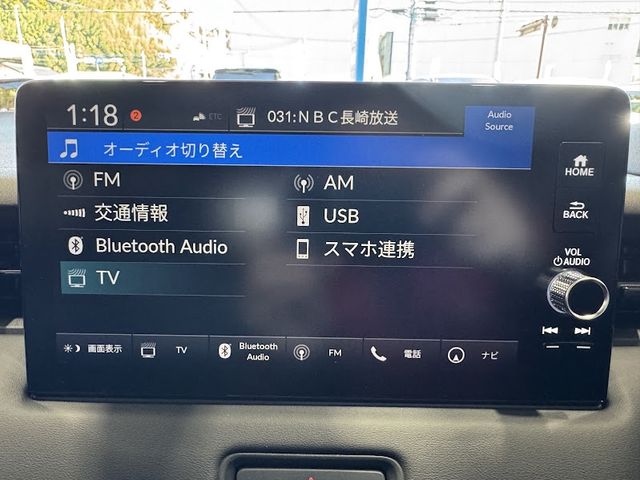 1:18 2 ETC 031:NBC長崎放送 Audio Source
オーディオ切り替え
FM AM
交通情報 USB
Bluetooth Audio スマホ連携
TV
画面表示 TV Bluetooth Audio FM 電話 ナビ
HOME
BACK
VOL
AUDIO